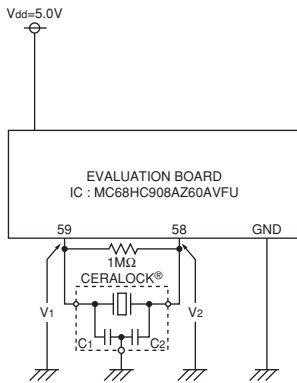 Vdd=5.0V
EVALUATION BOARD
IC : MC68HC908AZ60AVFU
59 58 GND
1MΩ
CERALOCK®
V1 V2
C1 C2